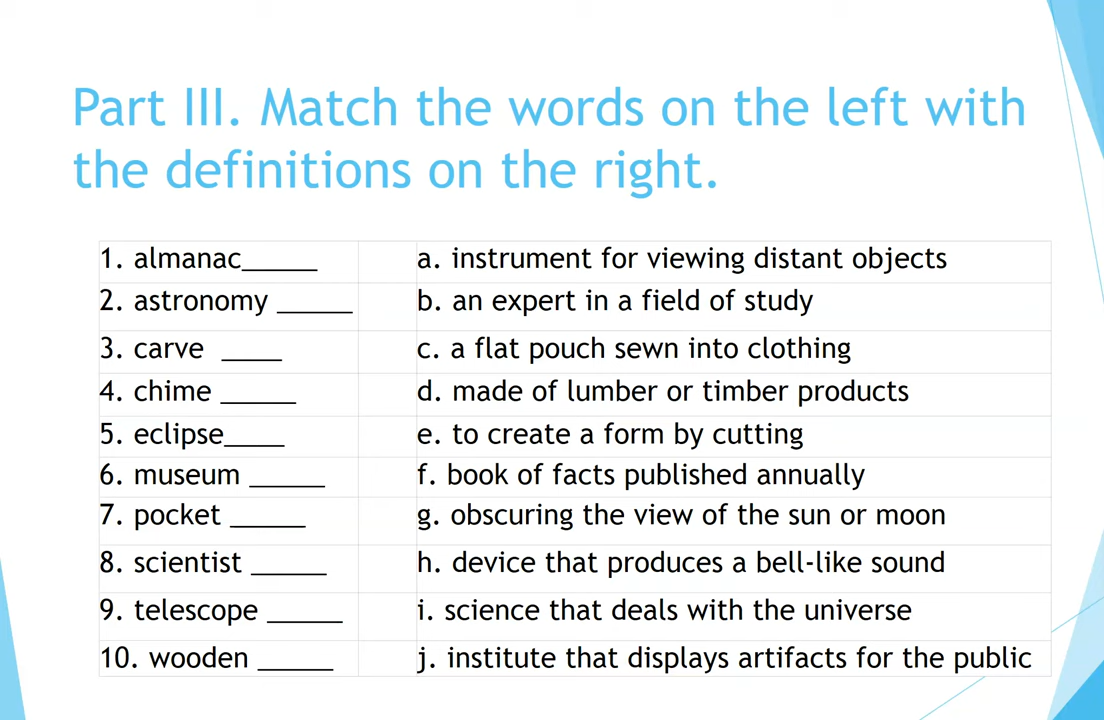 Part III. Match the words on the left with
the definitions on the right.
1. almanac_____ a. instrument for viewing distant objects
2. astronomy _____ b. an expert in a field of study
3. carve ____ c. a flat pouch sewn into clothing
4. chime _____ d. made of lumber or timber products
5. eclipse____ e. to create a form by cutting
6. museum _____ f. book of facts published annually
7. pocket _____ g. obscuring the view of the sun or moon
8. scientist _____ h. device that produces a bell-like sound
9. telescope _____ i. science that deals with the universe
10. wooden _____ j. institute that displays artifacts for the public